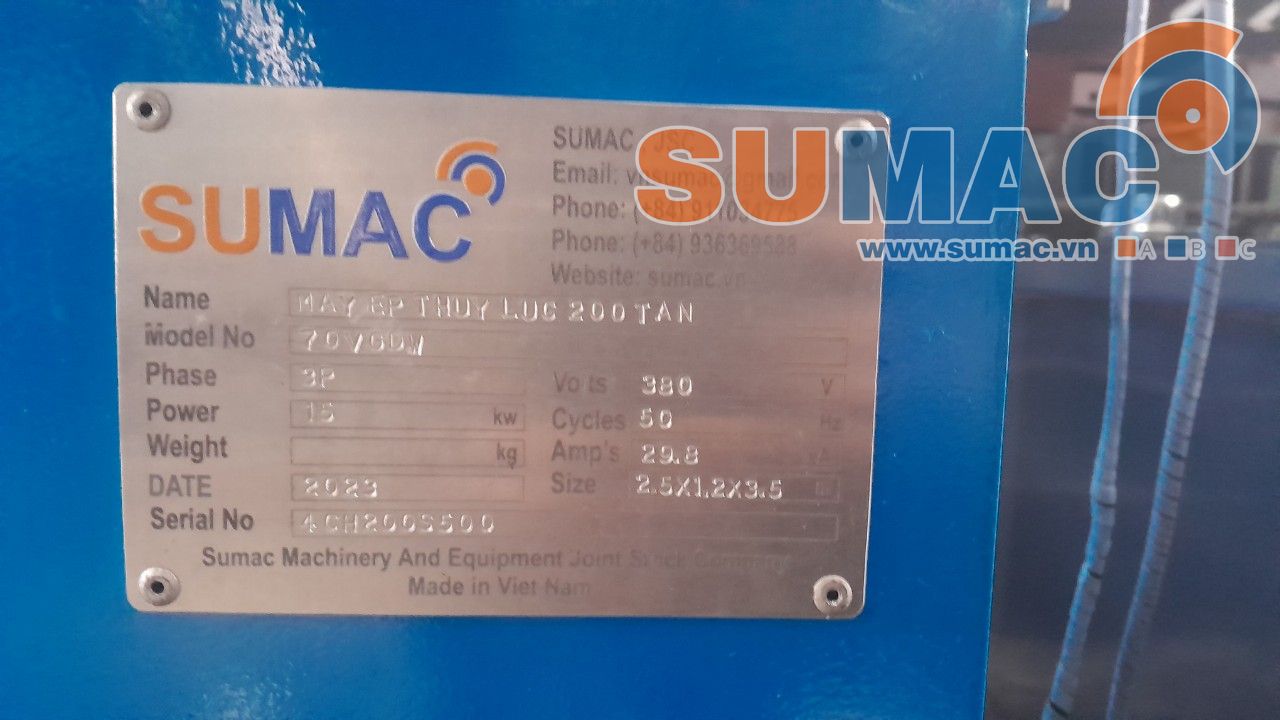 SUMAC
SUMAC
www.sumac.vn A B C
SUMAC., JSC
Email:
Phone: (+84)
Phone: (+84) 936369528
Website: sumac.vn
Name MAY EP THUY LUC 200 TAN
Model No
Phase 3P Volts 380 V
Power 15 kw Cycles 50 Hz
Weight kg Amp's 29.8 A
DATE 2023 Size 2.5X1.2X3.5
Serial No 4CH200S500
Sumac Machinery And Equipment Joint Stock Company
Made in Viet Nam